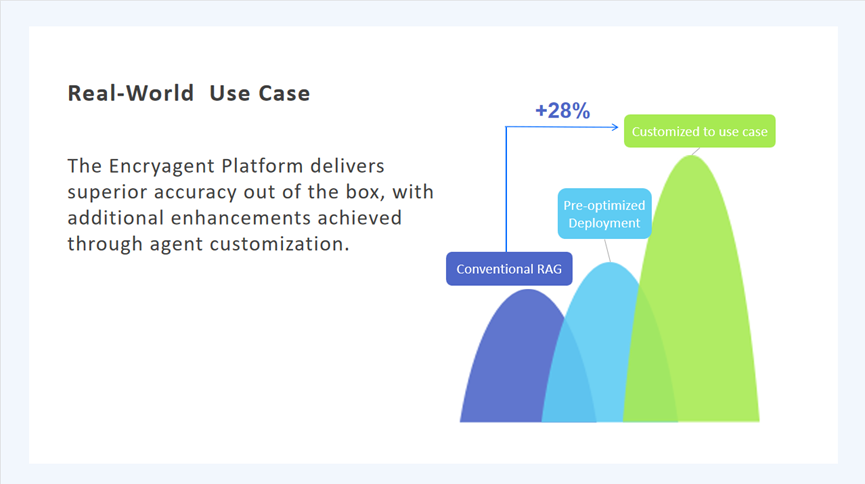 Real-World  Use Case
The Encryagent Platform delivers
superior accuracy out of the box, with
additional enhancements achieved
through agent customization.
+28%
Customized to use case
Pre-optimized
Deployment
Conventional RAG